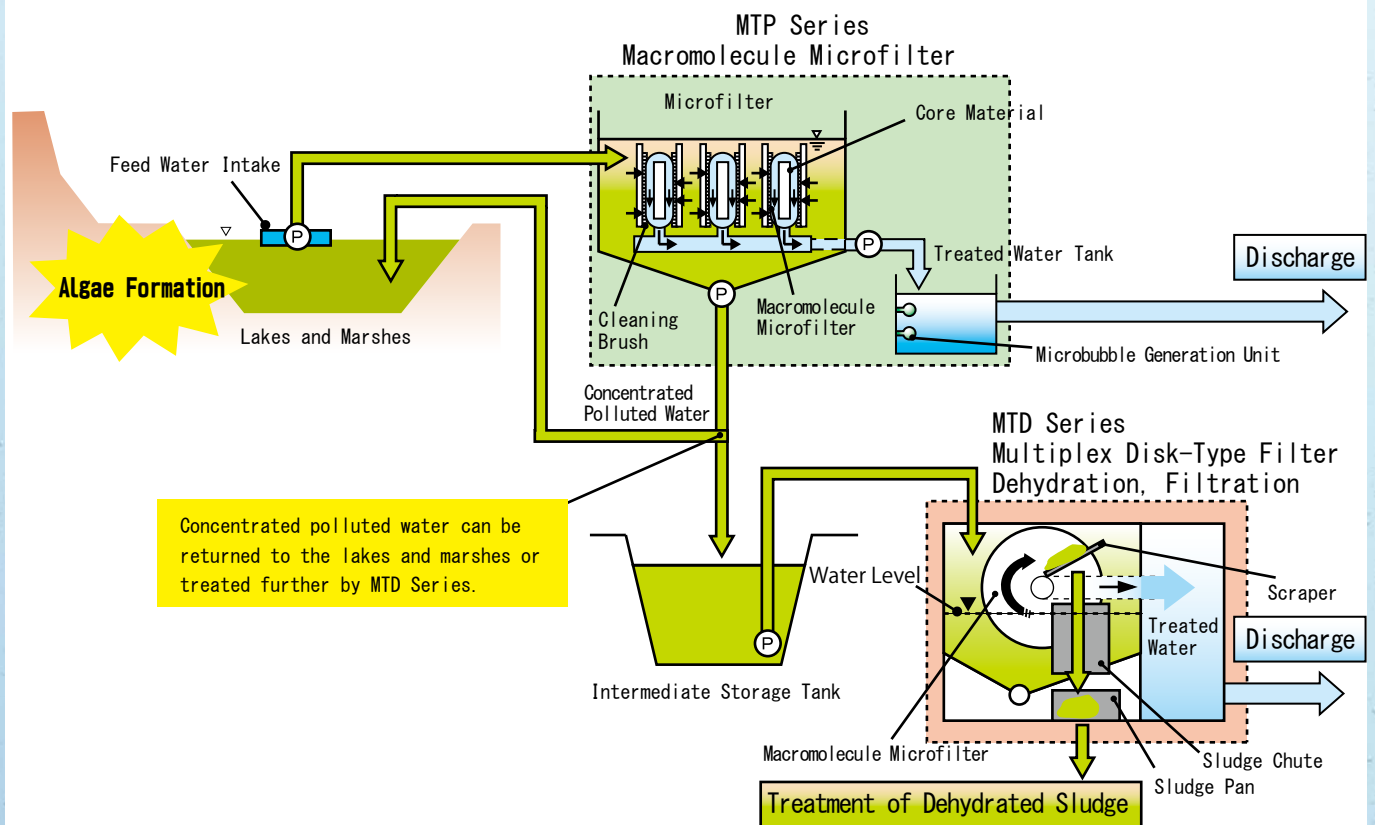 MTP Series
Macromolecule Microfilter
Microfilter
Core Material
Feed Water Intake
P
Algae Formation
Lakes and Marshes
P
Treated Water Tank
Discharge
P
Cleaning
Brush
Macromolecule
Microfilter
Microbubble Generation Unit
Concentrated
Polluted Water
MTD Series
Multiplex Disk-Type Filter
Dehydration, Filtration
Concentrated polluted water can be
returned to the lakes and marshes or
treated further by MTD Series.
Water Level
Scraper
Treated
Water
Discharge
P
Intermediate Storage Tank
Macromolecule Microfilter
Sludge Chute
Sludge Pan
Treatment of Dehydrated Sludge